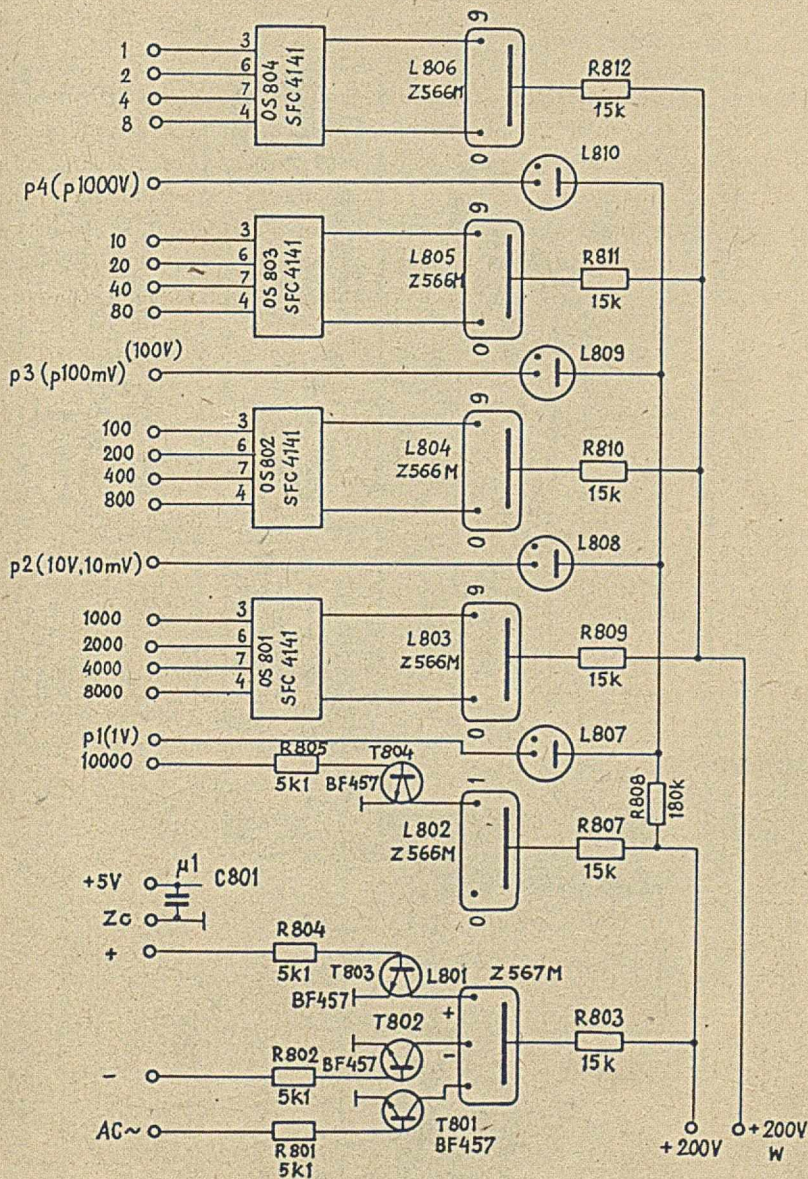 1
2
4
8
3
6
7
4
OS804
SFC4141
9
0
L806
Z566M
R812
15k
p4(p1000V)
L810
10
20
40
80
3
6
7
4
OS803
SFC4141
9
0
L805
Z566M
R811
15k
(100V)
p3(p100mV)
L809
100
200
400
800
3
6
7
4
OS802
SFC4141
9
0
L804
Z566M
R810
15k
p2(10V,10mV)
L808
1000
2000
4000
8000
3
6
7
4
OS801
SFC 4141
9
0
L803
Z566M
R809
15k
p1(1V)
10000
R805
5k1
T804
BF457
L807
R808
180k
1
0
L802
Z566M
R807
15k
+5V
μ1
C801
Zo
+
R804
5k1
T803
BF457
L801
Z567M
+
-
T802
BF457
R803
15k
-
R802
5k1
AC~
R801
5k1
T801
BF457
+200V
+200V
W